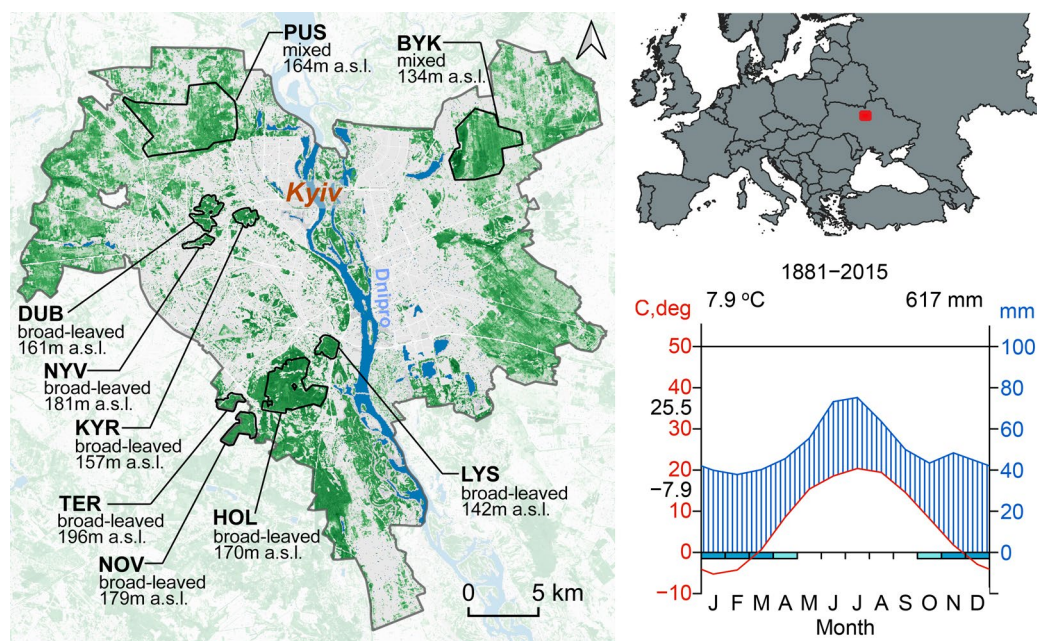 PUS
mixed
164m a.s.l.
BYK
mixed
134m a.s.l.
Kyiv
Dnipro
DUB
broad-leaved
161m a.s.l.
NYV
broad-leaved
181m a.s.l.
KYR
broad-leaved
157m a.s.l.
TER
broad-leaved
196m a.s.l.
NOV
broad-leaved
179m a.s.l.
HOL
broad-leaved
170m a.s.l.
LYS
broad-leaved
142m a.s.l.
0 5 km
1881−2015
7.9 °C 617 mm
C,deg mm
50 100
40 80
25.5
30 60
20 40
−7.9
10 20
0 0
−10
J F M A M J J A S O N D
Month